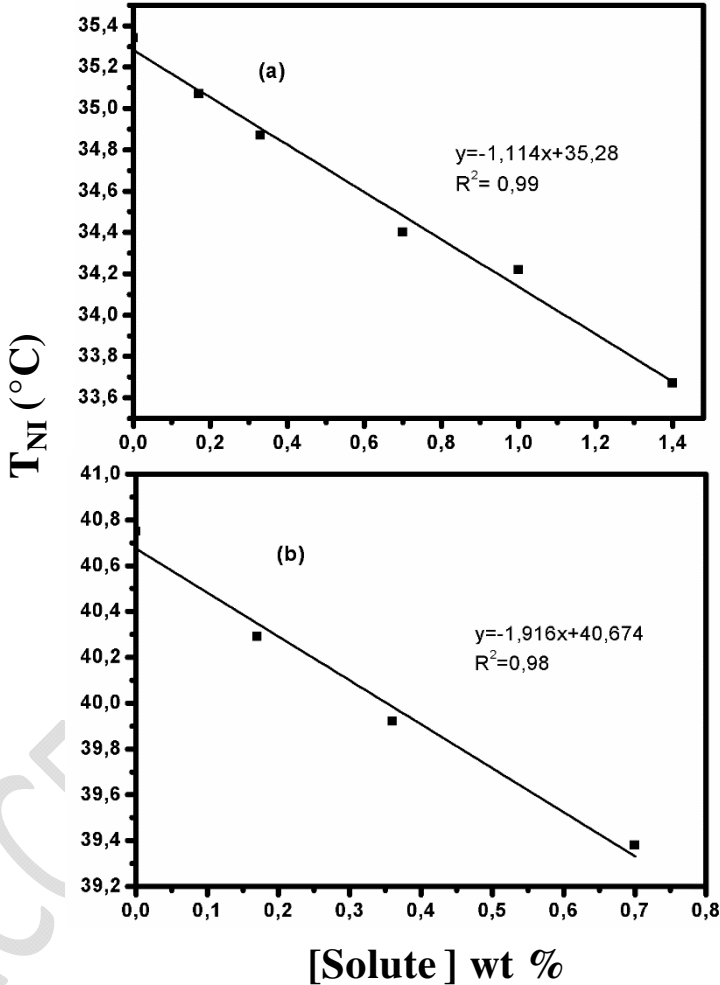 35,4
35,2
35,0
34,8
34,6
34,4
34,2
34,0
33,8
33,6
(a)
y=-1,114x+35,28
R²= 0,99
0,0 0,2 0,4 0,6 0,8 1,0 1,2 1,4
T_NI (°C)
41,0
40,8
40,6
40,4
40,2
40,0
39,8
39,6
39,4
39,2
(b)
y=-1,916x+40,674
R²=0,98
0,0 0,1 0,2 0,3 0,4 0,5 0,6 0,7 0,8
[Solute ] wt %